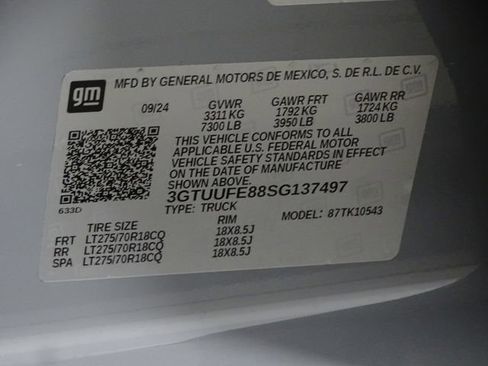 gm
MFD BY GENERAL MOTORS DE MEXICO, S. DE R.L. DE C.V.
09/24 GVWR GAWR FRT GAWR RR
3311 KG 1792 KG 1724 KG
7300 LB 3950 LB 3800 LB
THIS VEHICLE CONFORMS TO ALL
APPLICABLE U.S. FEDERAL MOTOR
VEHICLE SAFETY STANDARDS IN EFFECT
ON THE DATE OF MANUFACTURE
SHOWN ABOVE.
3GTUUFE88SG137497
633D TYPE: TRUCK MODEL: 87TK10543
TIRE SIZE RIM
FRT LT275/70R18CQ 18X8.5J
RR LT275/70R18CQ 18X8.5J
SPA LT275/70R18CQ 18X8.5J